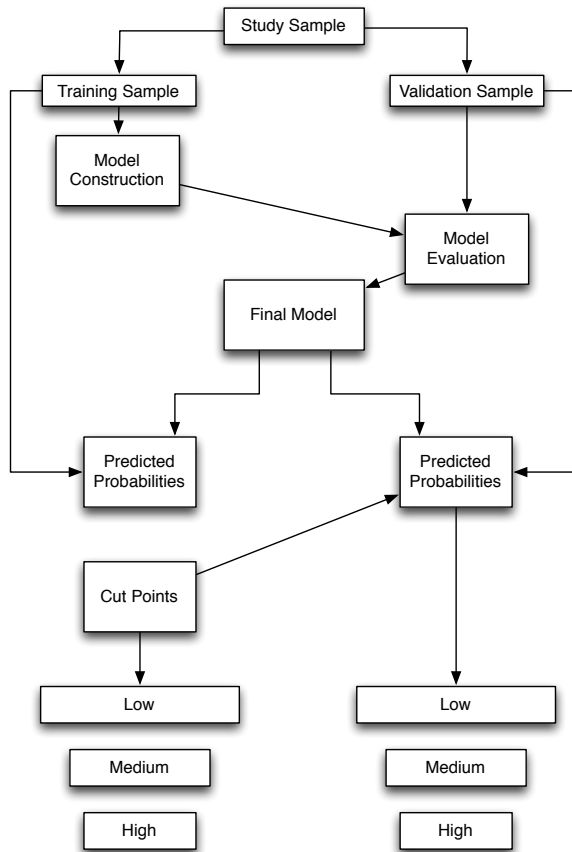 Study Sample
Training Sample
Validation Sample
Model
Construction
Model
Evaluation
Final Model
Predicted
Probabilities
Predicted
Probabilities
Cut Points
Low
Low
Medium
Medium
High
High